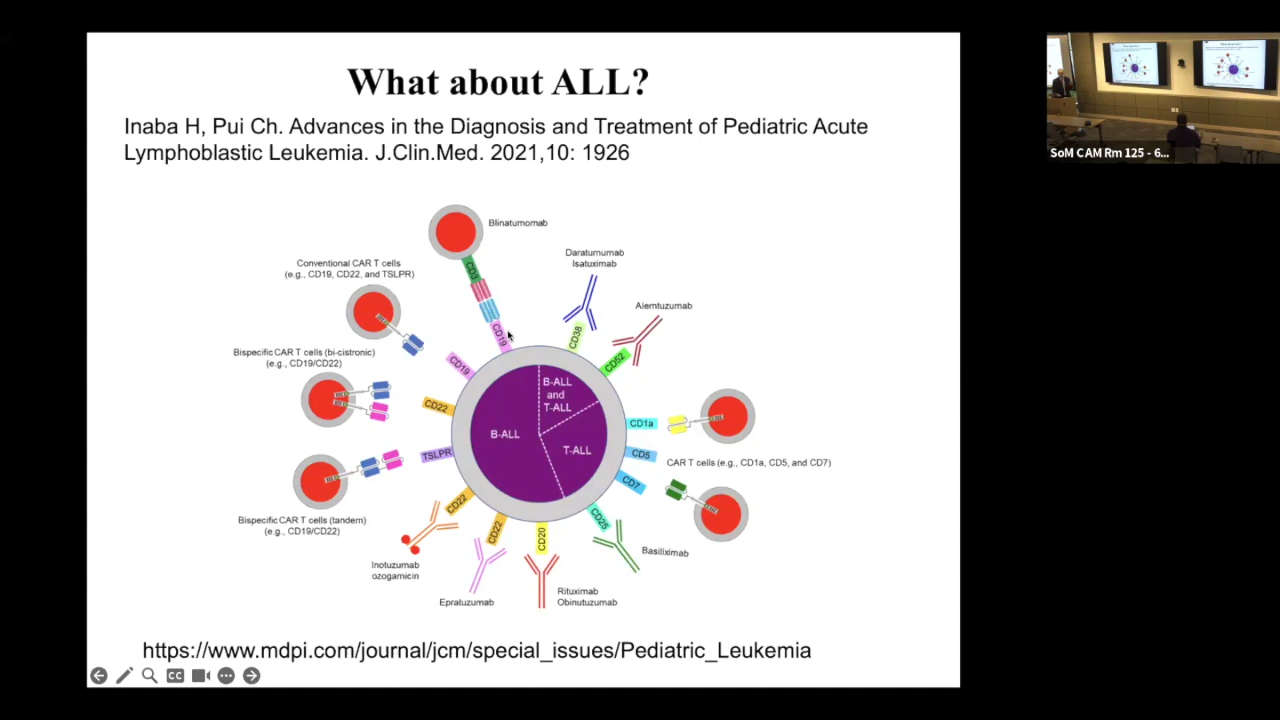 What about ALL?
Inaba H, Pui Ch. Advances in the Diagnosis and Treatment of Pediatric Acute
Lymphoblastic Leukemia. J.Clin.Med. 2021,10: 1926
SoM CAM Rm 125 - 6...
Blinatumomab
CD3
CD19
Conventional CAR T cells
(e.g., CD19, CD22, and TSLPR)
CD19
Bispecific CAR T cells (bi-cistronic)
(e.g., CD19/CD22)
CD22
TSLPR
Bispecific CAR T cells (tandem)
(e.g., CD19/CD22)
CD22
Inotuzumab
ozogamicin
CD22
Epratuzumab
CD20
Rituximab
Obinutuzumab
CD25
Basiliximab
Daratumumab
Isatuximab
CD38
Alemtuzumab
CD52
CD1a
CD5
CD7
CAR T cells (e.g., CD1a, CD5, and CD7)
B-ALL
and
T-ALL
B-ALL
T-ALL
https://www.mdpi.com/journal/jcm/special_issues/Pediatric_Leukemia
CC